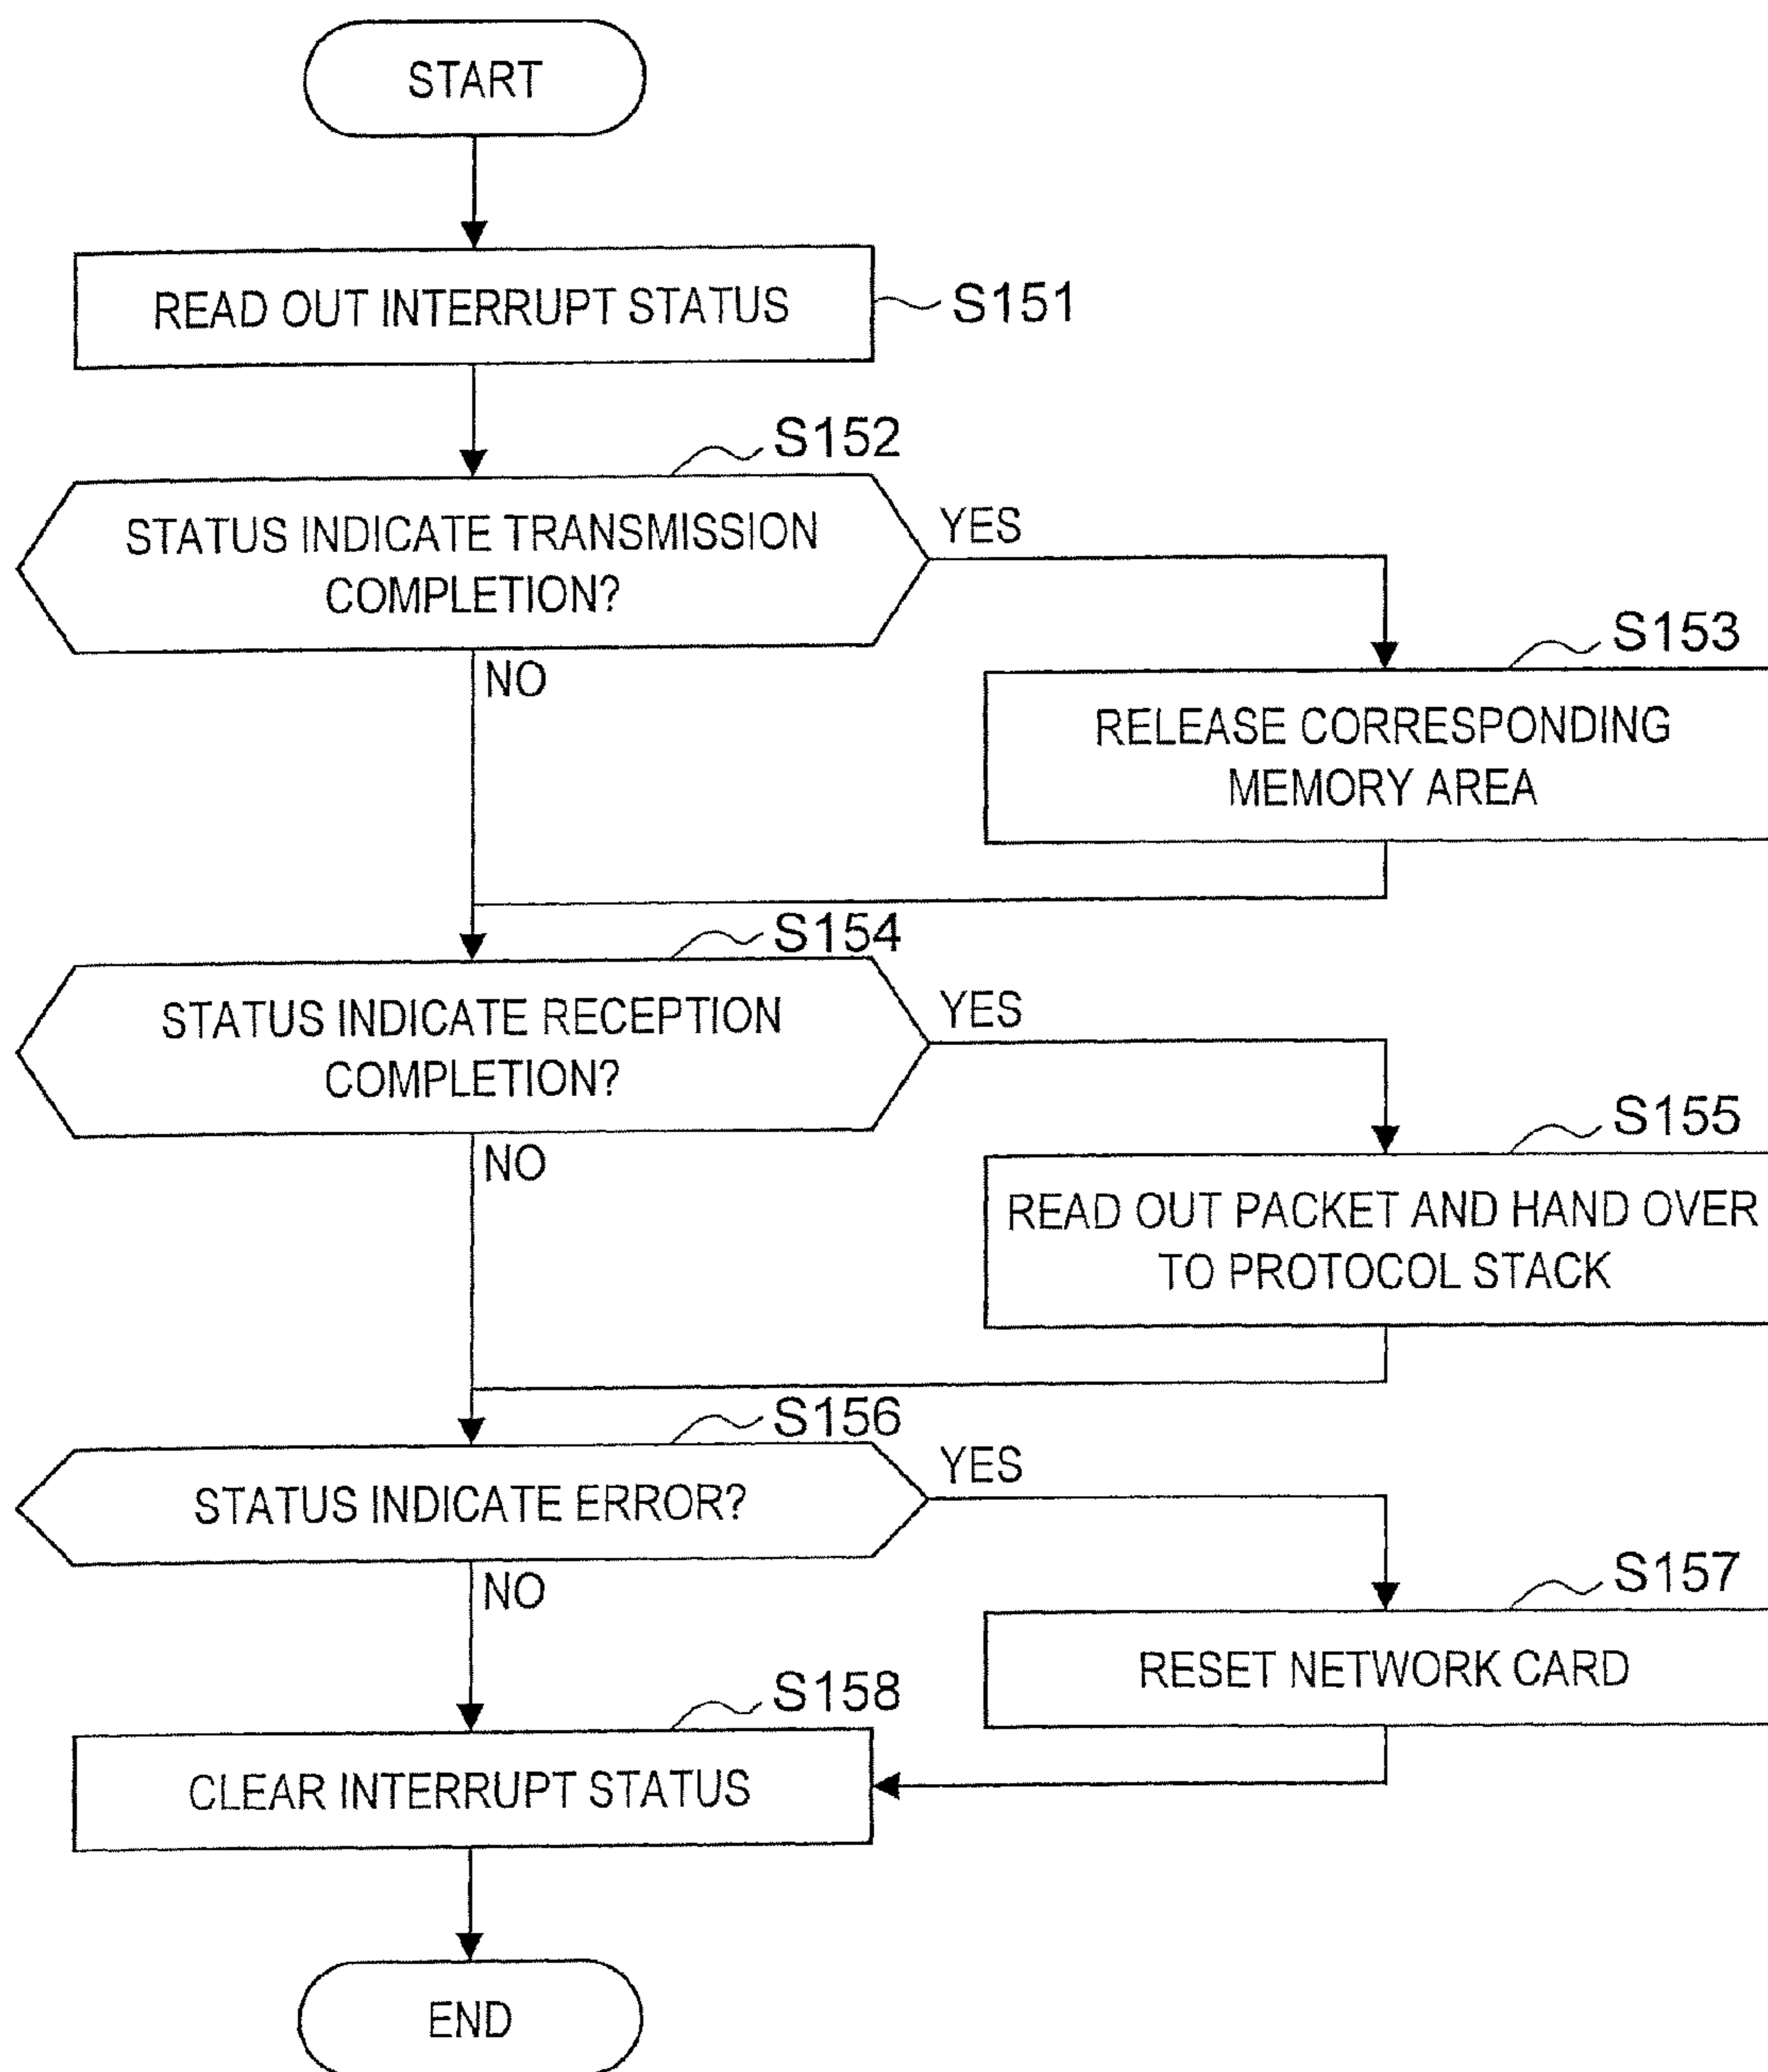 START
READ OUT INTERRUPT STATUS
S151
S152
STATUS INDICATE TRANSMISSION
COMPLETION?
YES
NO
S153
RELEASE CORRESPONDING
MEMORY AREA
S154
STATUS INDICATE RECEPTION
COMPLETION?
YES
NO
S155
READ OUT PACKET AND HAND OVER
TO PROTOCOL STACK
S156
STATUS INDICATE ERROR?
YES
NO
S157
RESET NETWORK CARD
S158
CLEAR INTERRUPT STATUS
END